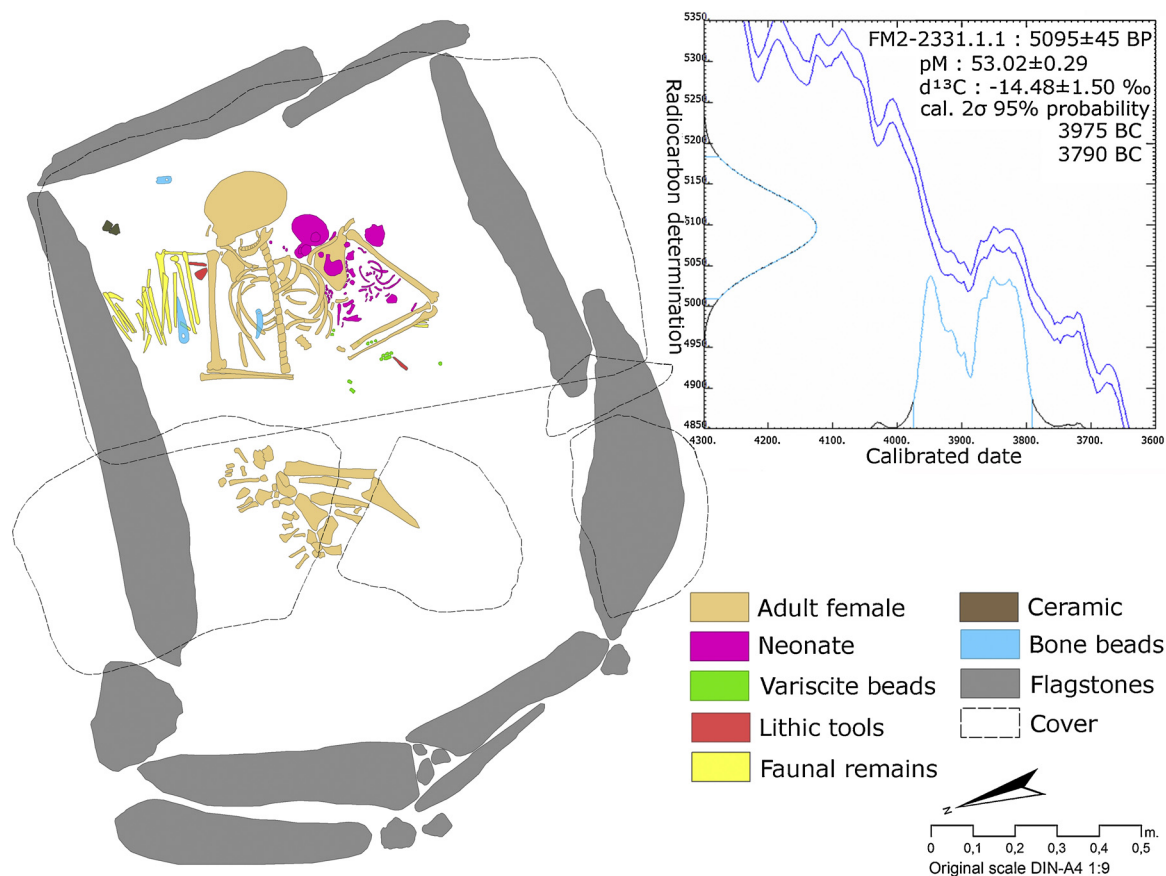 FM2-2331.1.1 : 5095±45 BP
pM : 53.02±0.29
d¹³C : -14.48±1.50 ‰
cal. 2σ 95% probability
3975 BC
3790 BC
Radiocarbon determination
5350
5300
5250
5200
5150
5100
5050
5000
4950
4900
4850
4300 4200. 4100. 4000. 3900. 3800. 3700. 3600
Calibrated date
Adult female
Neonate
Variscite beads
Lithic tools
Faunal remains
Ceramic
Bone beads
Flagstones
Cover
N
m.
0 0,1 0,2 0,3 0,4 0,5
Original scale DIN-A4 1:9